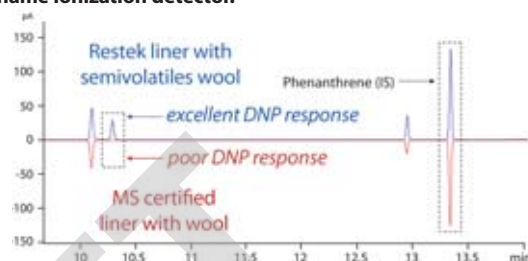 flame ionization detector.
pA
150
Restek liner with
semivolatiles wool
100
Phenanthrene (IS)
50
excellent DNP response
0
poor DNP response
-50
MS certified
liner with wool
-100
-150
10 10.5 11 11.5 12 12.5 13 13.5 min